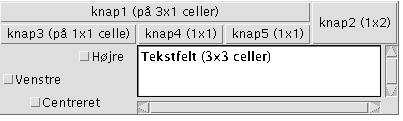 knap1 (på 3x1 celler)
knap2 (1x2)
knap3 (på 1x1 celle)
knap4 (1x1)
knap5 (1x1)
Højre
Tekstfelt (3x3 celler)
Venstre
Centreret